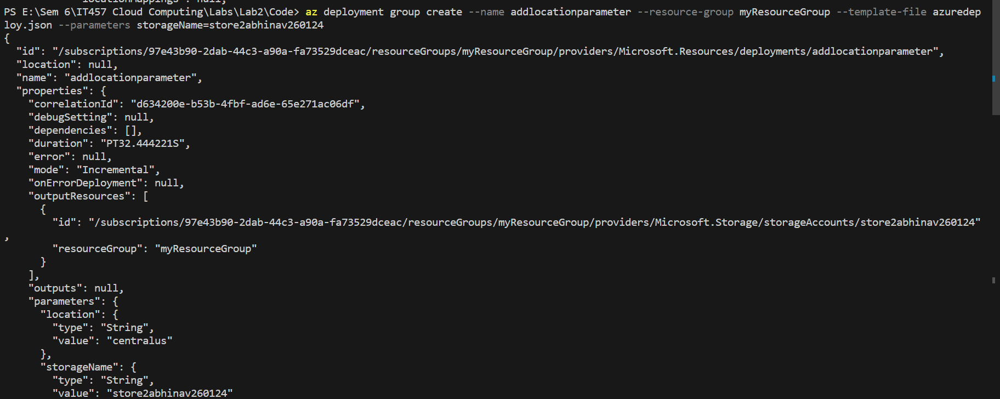 PS E:\Sem 6\IT457 Cloud Computing\Labs\Lab2\Code> az deployment group create --name addlocationparameter --resource-group myResourceGroup --template-file azuredep
loy.json --parameters storageName=store2abhinav260124
{
  "id": "/subscriptions/97e43b90-2dab-44c3-a90a-fa73529dceac/resourceGroups/myResourceGroup/providers/Microsoft.Resources/deployments/addlocationparameter",
  "location": null,
  "name": "addlocationparameter",
  "properties": {
    "correlationId": "d634200e-b53b-4fbf-ad6e-65e271ac06df",
    "debugSetting": null,
    "dependencies": [],
    "duration": "PT32.444221S",
    "error": null,
    "mode": "Incremental",
    "onErrorDeployment": null,
    "outputResources": [
      {
        "id": "/subscriptions/97e43b90-2dab-44c3-a90a-fa73529dceac/resourceGroups/myResourceGroup/providers/Microsoft.Storage/storageAccounts/store2abhinav260124"
,
        "resourceGroup": "myResourceGroup"
      }
    ],
    "outputs": null,
    "parameters": {
      "location": {
        "type": "String",
        "value": "centralus"
      },
      "storageName": {
        "type": "String",
        "value": "store2abhinav260124"